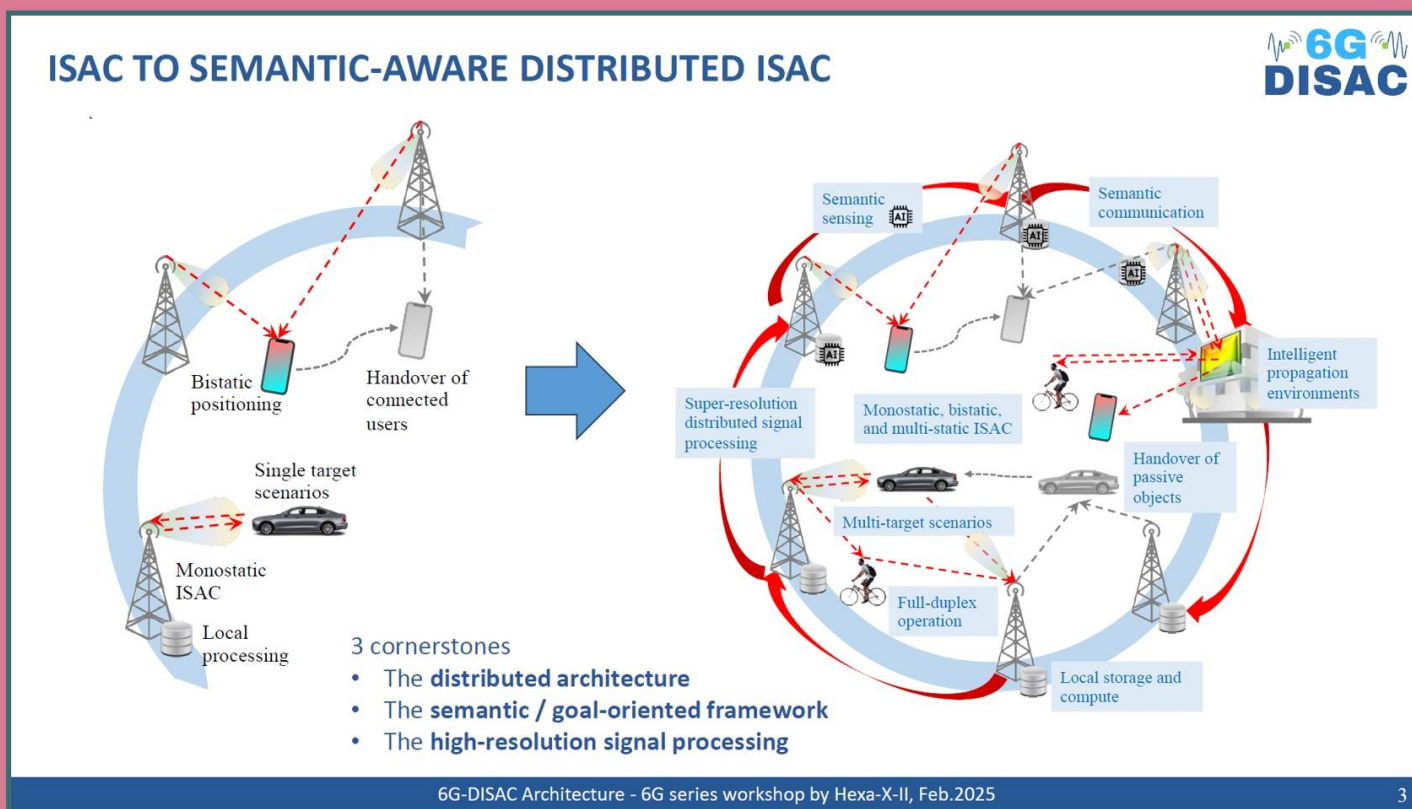 ISAC TO SEMANTIC-AWARE DISTRIBUTED ISAC
6G
DISAC
Bistatic
positioning
Handover of
connected
users
Single target
scenarios
Monostatic
ISAC
Local
processing
Semantic
sensing
AI
Semantic
communication
AI
AI
AI
Super-resolution
distributed signal
processing
Monostatic, bistatic,
and multi-static ISAC
Intelligent
propagation
environments
Handover of
passive
objects
Multi-target scenarios
Full-duplex
operation
Local storage and
compute
3 cornerstones
• The distributed architecture
• The semantic / goal-oriented framework
• The high-resolution signal processing
6G-DISAC Architecture - 6G series workshop by Hexa-X-II, Feb.2025
3